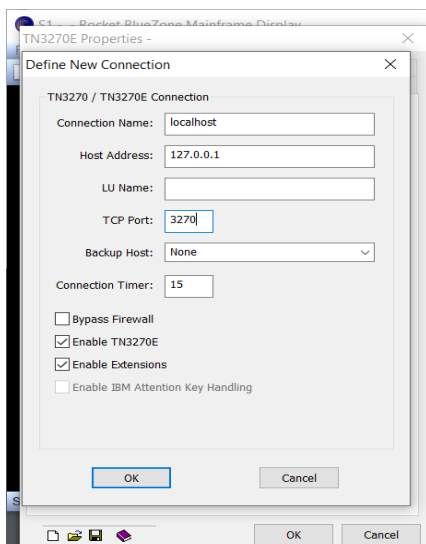 S1 - - Rocket BlueZone Mainframe Display
TN3270E Properties -
Define New Connection
TN3270 / TN3270E Connection
Connection Name: localhost
Host Address: 127.0.0.1
LU Name:
TCP Port: 3270
Backup Host: None
Connection Timer: 15
Bypass Firewall
Enable TN3270E
Enable Extensions
Enable IBM Attention Key Handling
OK Cancel
S
OK Cancel